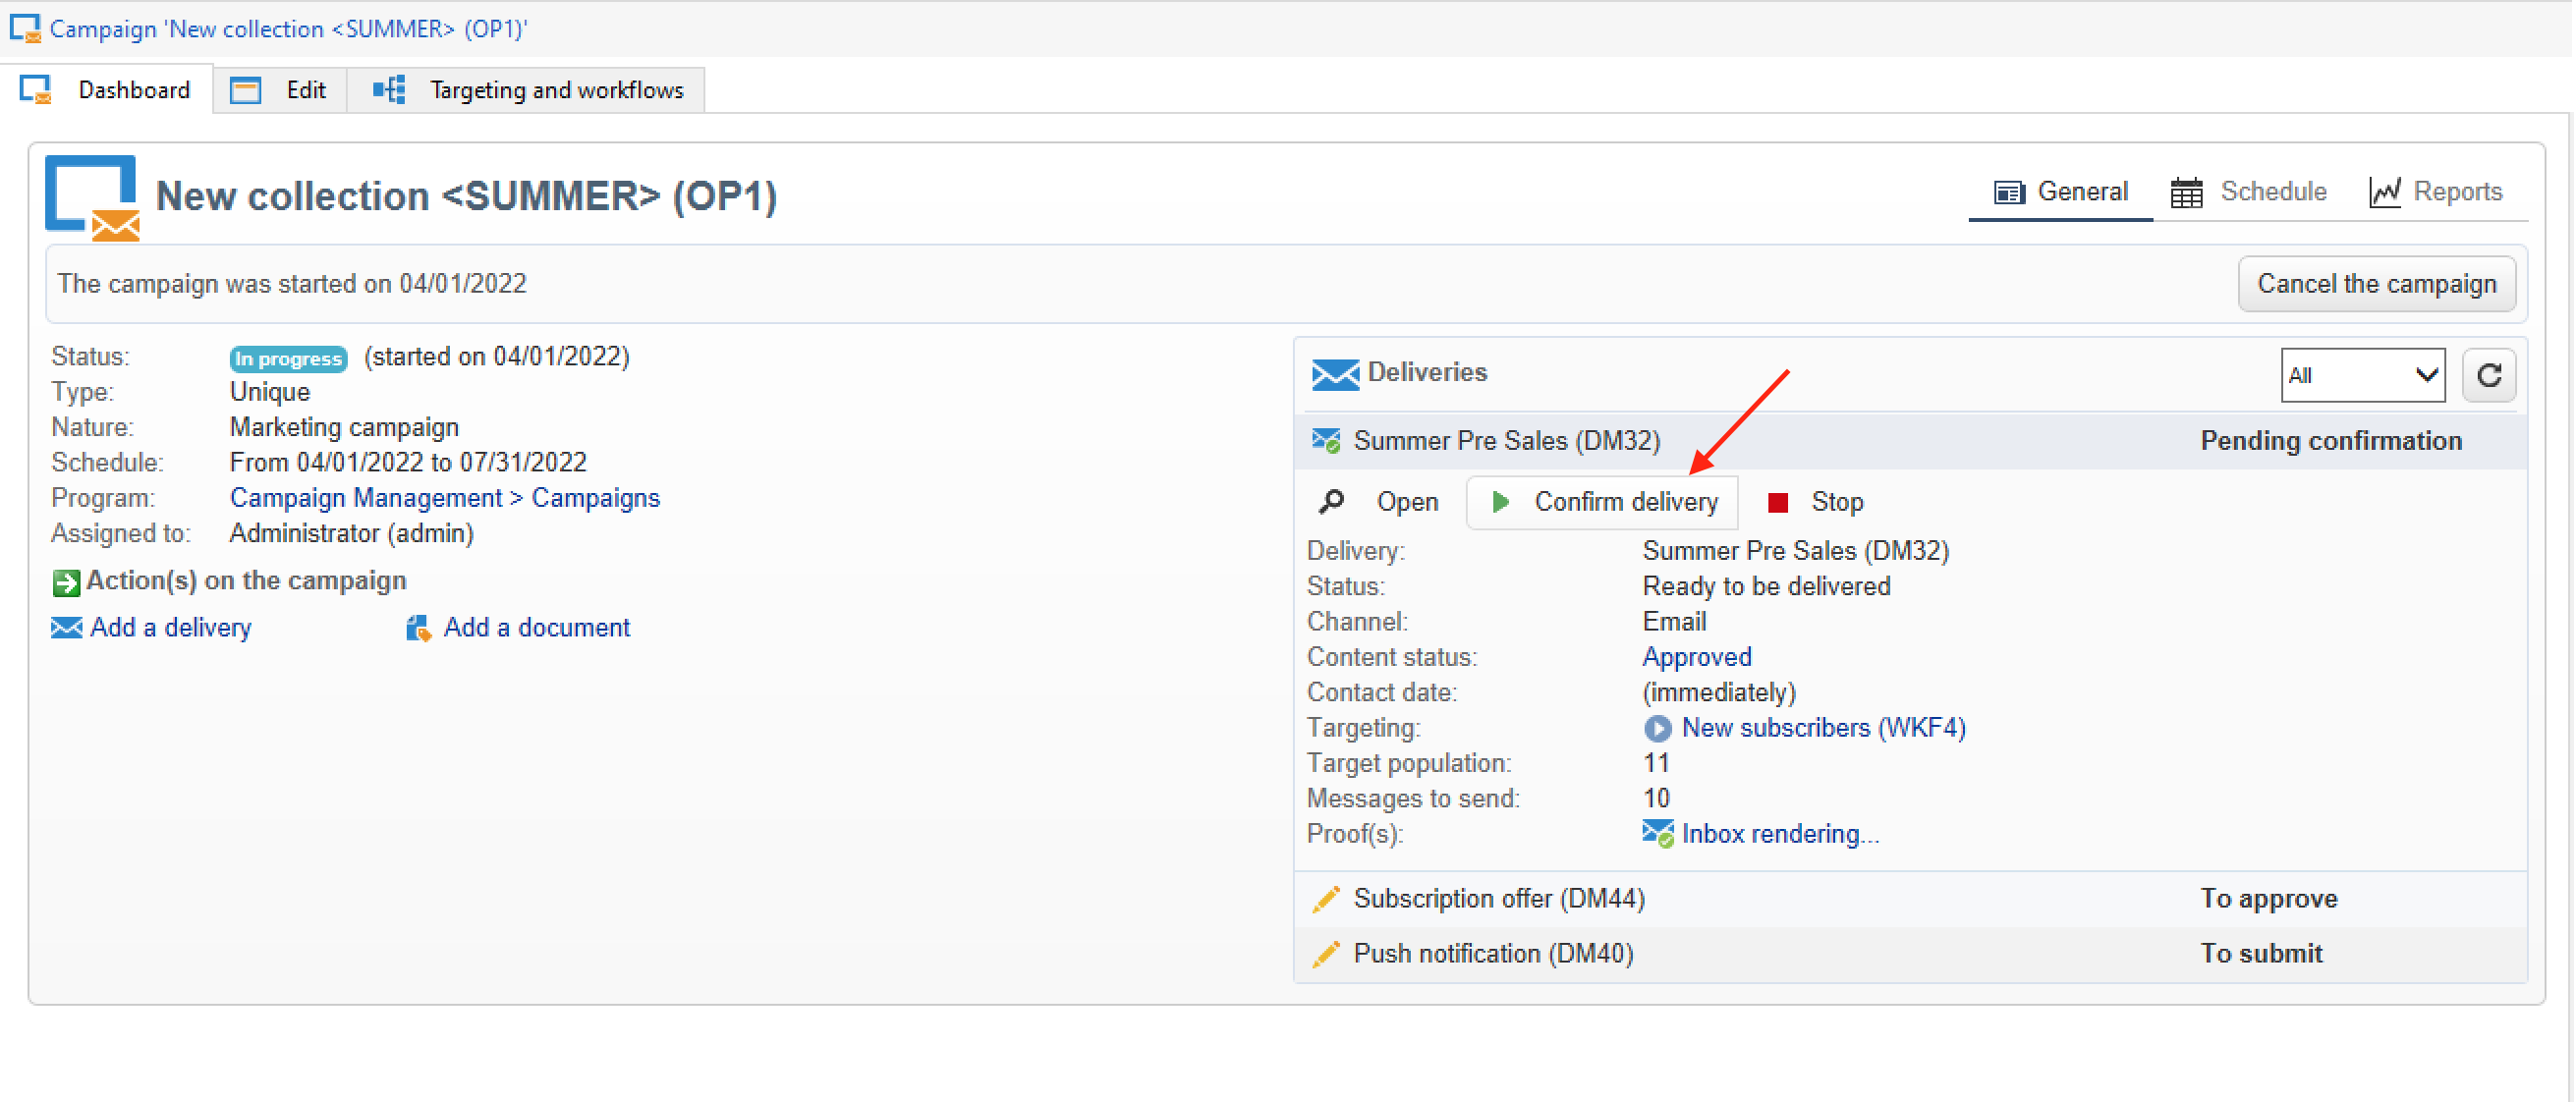 Campaign 'New collection <SUMMER> (OP1)'
Dashboard Edit Targeting and workflows
New collection <SUMMER> (OP1)
General Schedule Reports
The campaign was started on 04/01/2022
Cancel the campaign
Status: In progress (started on 04/01/2022)
Type: Unique
Nature: Marketing campaign
Schedule: From 04/01/2022 to 07/31/2022
Program: Campaign Management > Campaigns
Assigned to: Administrator (admin)
Action(s) on the campaign
Add a delivery Add a document
Deliveries All
Summer Pre Sales (DM32) Pending confirmation
Open Confirm delivery Stop
Delivery: Summer Pre Sales (DM32)
Status: Ready to be delivered
Channel: Email
Content status: Approved
Contact date: (immediately)
Targeting: New subscribers (WKF4)
Target population: 11
Messages to send: 10
Proof(s): Inbox rendering...
Subscription offer (DM44) To approve
Push notification (DM40) To submit